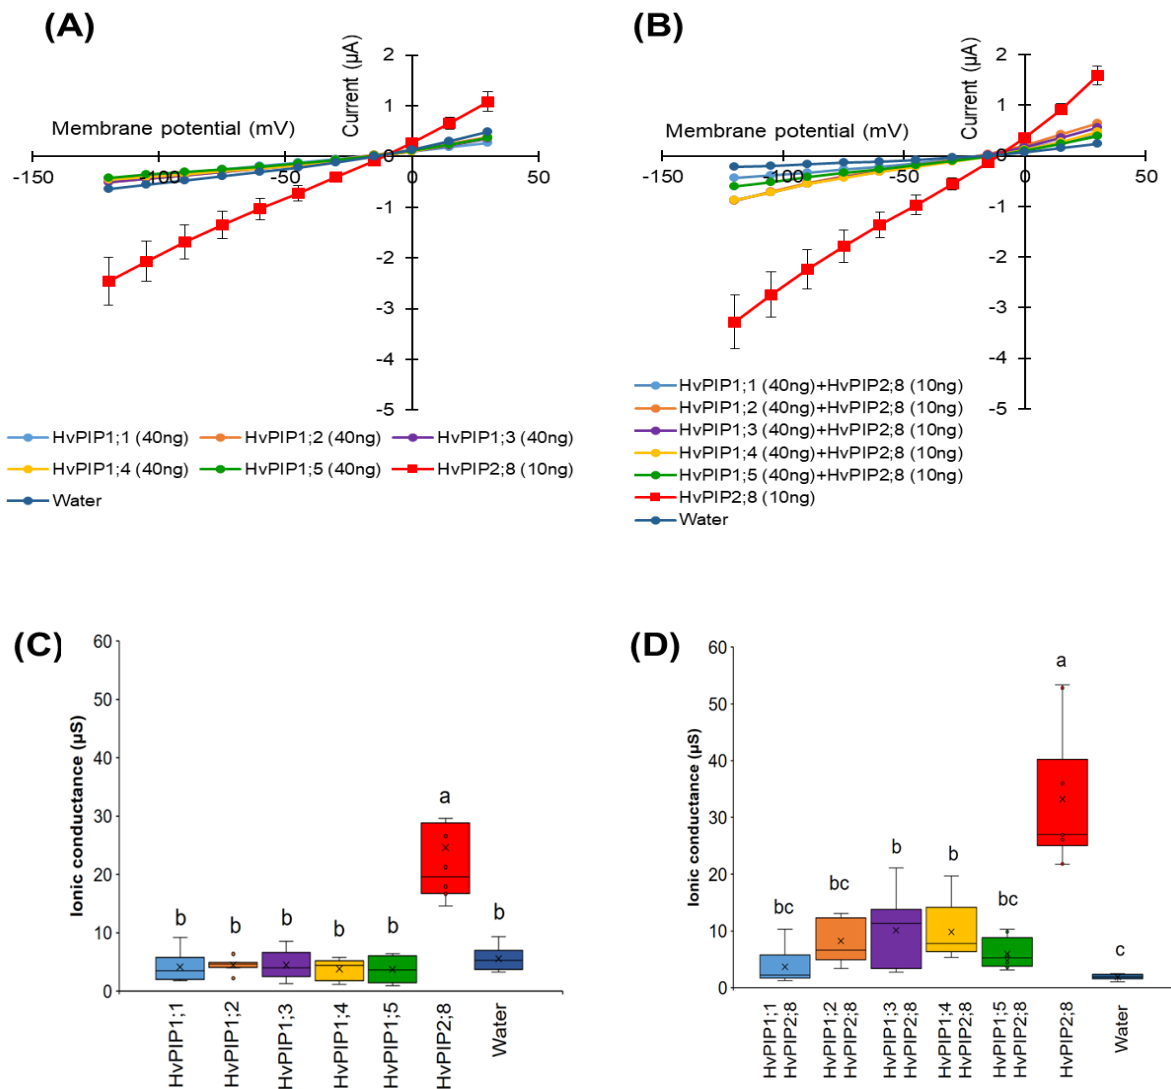 (A)
Current (µA)
2
1
0
-1
-2
-3
-4
-5
Membrane potential (mV)
-150
-100
-50
0
50
HvPIP1;1 (40ng)
HvPIP1;2 (40ng)
HvPIP1;3 (40ng)
HvPIP1;4 (40ng)
HvPIP1;5 (40ng)
HvPIP2;8 (10ng)
Water
(B)
Current (µA)
2
1
0
-1
-2
-3
-4
-5
Membrane potential (mV)
-150
-100
-50
0
50
HvPIP1;1 (40ng)+HvPIP2;8 (10ng)
HvPIP1;2 (40ng)+HvPIP2;8 (10ng)
HvPIP1;3 (40ng)+HvPIP2;8 (10ng)
HvPIP1;4 (40ng)+HvPIP2;8 (10ng)
HvPIP1;5 (40ng)+HvPIP2;8 (10ng)
HvPIP2;8 (10ng)
Water
(C)
Ionic conductance (µS)
60
50
40
30
20
10
0
b
b
b
b
b
a
b
HvPIP1;1
HvPIP1;2
HvPIP1;3
HvPIP1;4
HvPIP1;5
HvPIP2;8
Water
(D)
Ionic conductance (µS)
60
50
40
30
20
10
0
bc
bc
b
b
bc
a
c
HvPIP1;1
HvPIP2;8
HvPIP1;2
HvPIP2;8
HvPIP1;3
HvPIP2;8
HvPIP1;4
HvPIP2;8
HvPIP1;5
HvPIP2;8
HvPIP2;8
Water